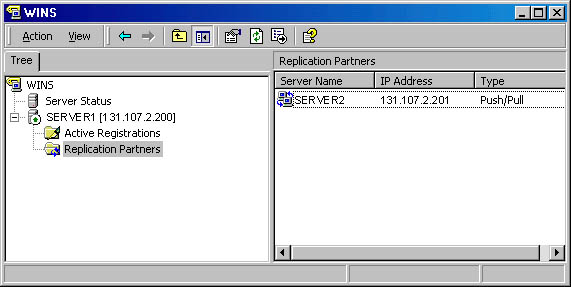 WINS
Action View
Tree
Replication Partners
WINS
Server Status
SERVER1 [131.107.2.200]
Active Registrations
Replication Partners
Server Name IP Address Type
SERVER2 131.107.2.201 Push/Pull